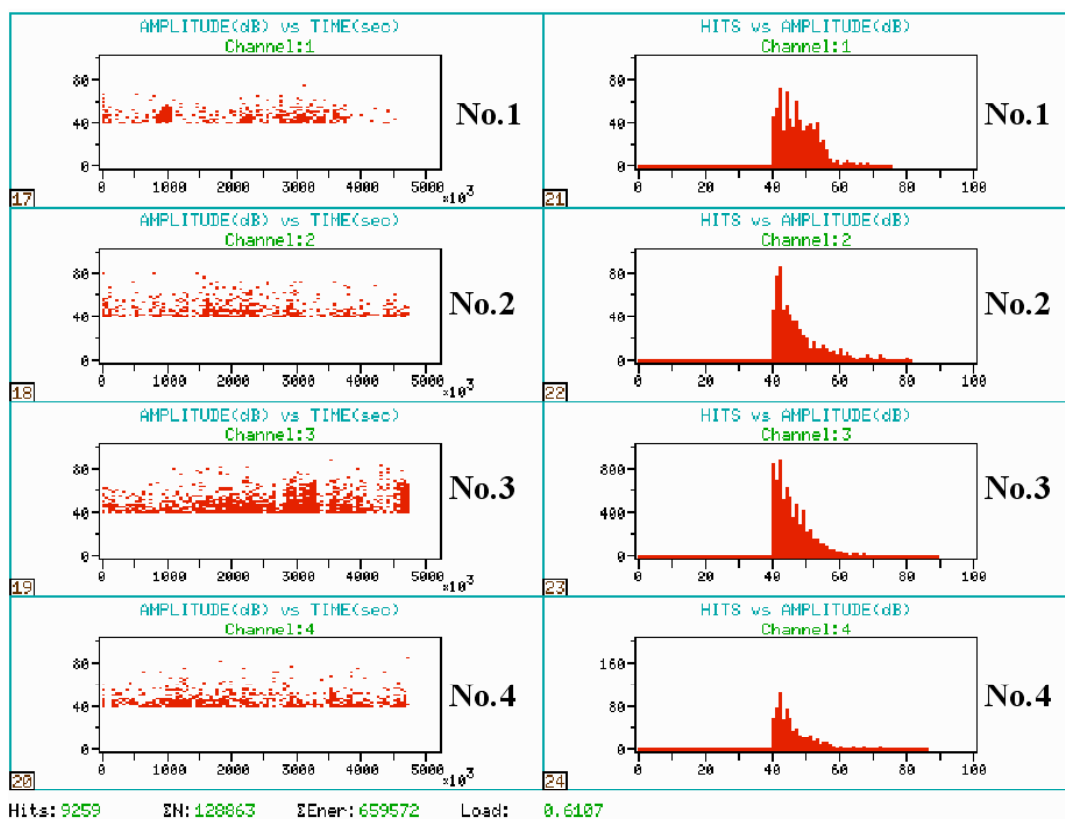 AMPLITUDE(dB) vs TIME(sec)
Channel:1
80
40
0
0 1000 2000 3000 4000 5000
×10³
No.1
17
HITS vs AMPLITUDE(dB)
Channel:1
80
40
0
0 20 40 60 80 100
No.1
21
AMPLITUDE(dB) vs TIME(sec)
Channel:2
80
40
0
0 1000 2000 3000 4000 5000
×10³
No.2
18
HITS vs AMPLITUDE(dB)
Channel:2
80
40
0
0 20 40 60 80 100
No.2
22
AMPLITUDE(dB) vs TIME(sec)
Channel:3
80
40
0
0 1000 2000 3000 4000 5000
×10³
No.3
19
HITS vs AMPLITUDE(dB)
Channel:3
800
400
0
0 20 40 60 80 100
No.3
23
AMPLITUDE(dB) vs TIME(sec)
Channel:4
80
40
0
0 1000 2000 3000 4000 5000
×10³
No.4
20
HITS vs AMPLITUDE(dB)
Channel:4
160
80
0
0 20 40 60 80 100
No.4
24
Hits:9259 ΣN:128863 ΣEner:659572 Load: 0.6107